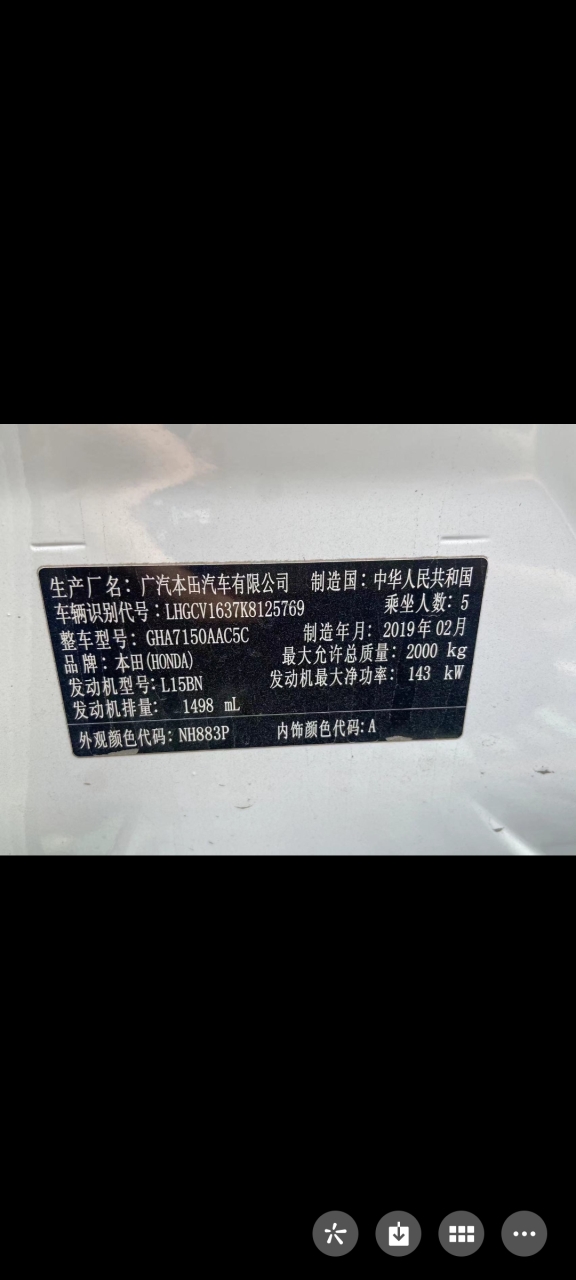 生产厂名：广汽本田汽车有限公司 制造国：中华人民共和国
车辆识别代号：LHGCV1637K8125769 乘坐人数：5
整车型号：GHA7150AAC5C 制造年月：2019年02月
品牌：本田(HONDA) 最大允许总质量：2000 kg
发动机型号：L15BN 发动机最大净功率：143 kW
发动机排量： 1498 mL
外观颜色代码：NH883P 内饰颜色代码：A